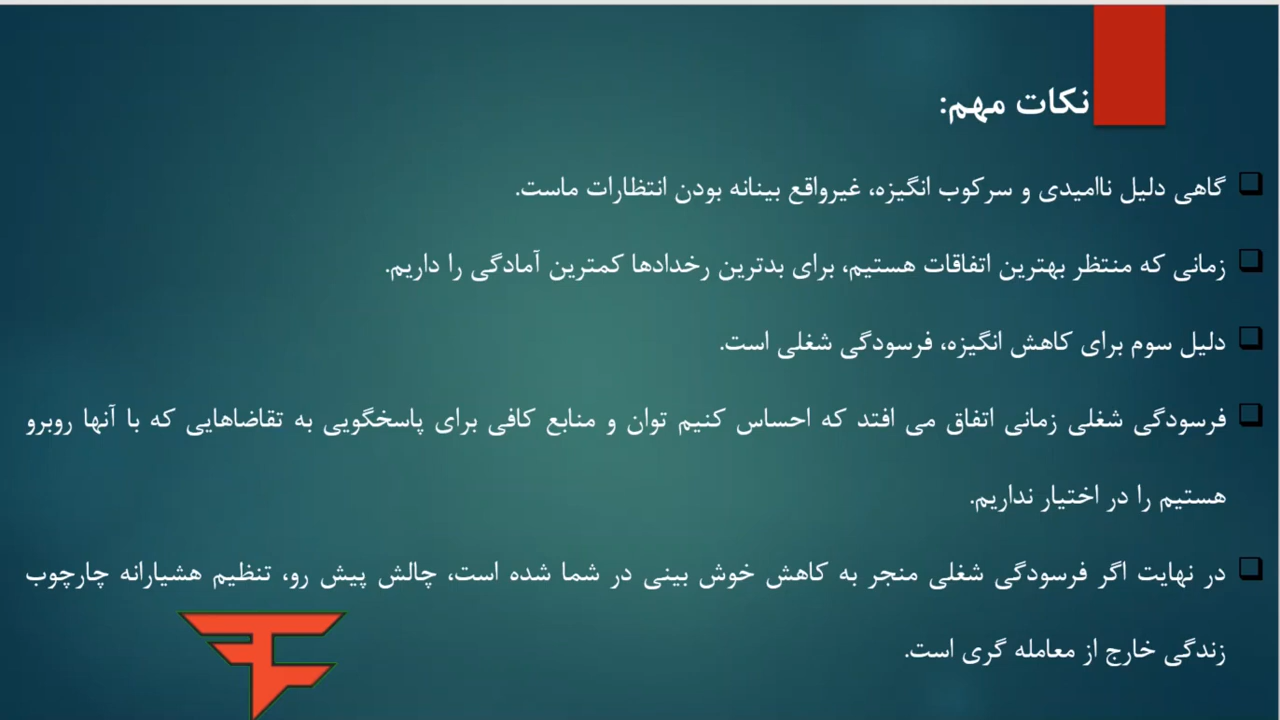 نکات مهم:
گاهی دلیل ناامیدی و سرکوب انگیزه، غیرواقع بینانه بودن انتظارات ماست.
زمانی که منتظر بهترین اتفاقات هستیم، برای بدترین رخدادها کمترین آمادگی را داریم.
دلیل سوم برای کاهش انگیزه، فرسودگی شغلی است.
فرسودگی شغلی زمانی اتفاق می افتد که احساس کنیم توان و منابع کافی برای پاسخگویی به تقاضاهایی که با آنها روبرو
هستیم را در اختیار نداریم.
در نهایت اگر فرسودگی شغلی منجر به کاهش خوش بینی در شما شده است، چالش پیش رو، تنظیم هشیارانه چارچوب
زندگی خارج از معامله گری است.